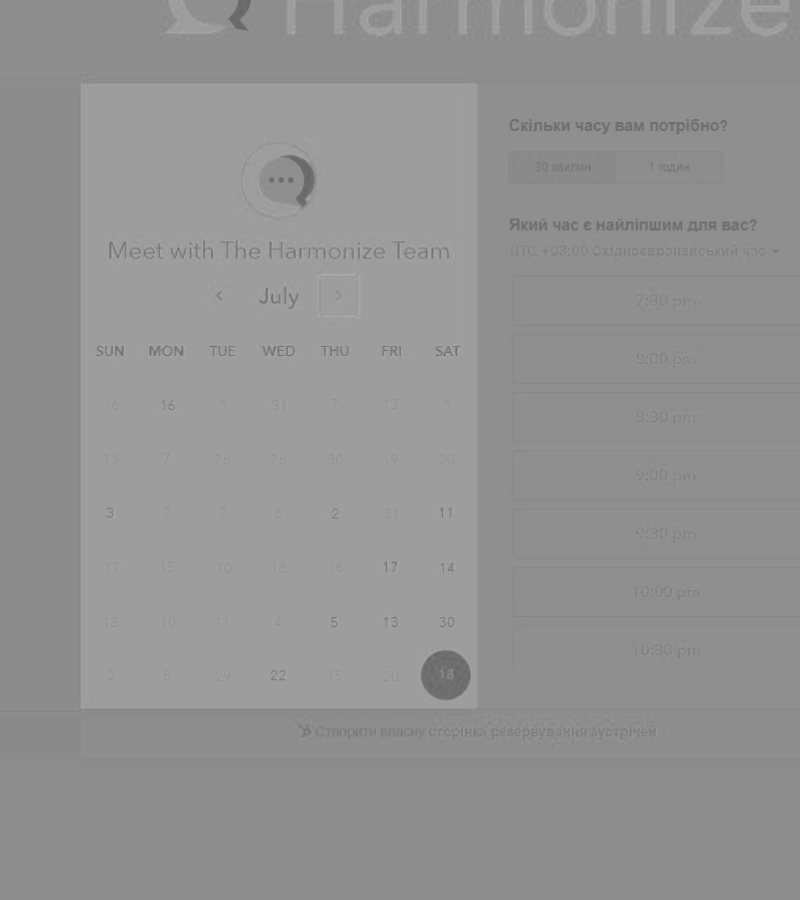 Harmonize
Meet with The Harmonize Team
July
SUN MON TUE WED THU FRI SAT
16 16 3 31 7 13 3
13 7 26 26 30 19 20
3 7 7 6 2 31 11
17 15 10 18 16 17 14
18 10 11 4 5 13 30
2 8 29 22 15 20 18
Скільки часу вам потрібно?
30 хвилин 1 годин
Який час є найліпшим для вас?
UTC +03:00 Східноєвропейський час
7:30 pm
8:00 pm
8:30 pm
9:00 pm
9:30 pm
10:00 pm
10:30 pm
Створити власну сторінка резервування зустрічей